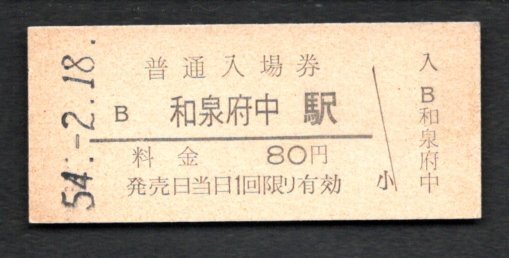 54.-2.18.
普通入場券
B 和泉府中 駅
料金 80円
発売日当日1回限り有効
小
入
B
和泉府中